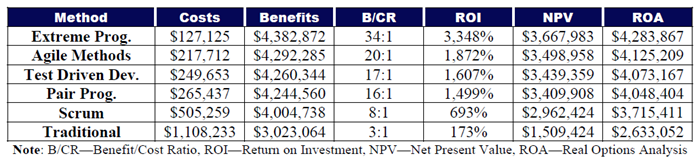 Method Costs Benefits B/CR ROI NPV ROA
Extreme Prog. $127,125 $4,382,872 34:1 3,348% $3,667,983 $4,283,867
Agile Methods $217,712 $4,292,285 20:1 1,872% $3,498,958 $4,125,209
Test Driven Dev. $249,653 $4,260,344 17:1 1,607% $3,439,359 $4,073,167
Pair Prog. $265,437 $4,244,560 16:1 1,499% $3,409,908 $4,048,404
Scrum $505,259 $4,004,738 8:1 693% $2,962,424 $3,715,411
Traditional $1,108,233 $3,023,064 3:1 173% $1,509,424 $2,633,052
Note: B/CR—Benefit/Cost Ratio, ROI—Return on Investment, NPV—Net Present Value, ROA—Real Options Analysis